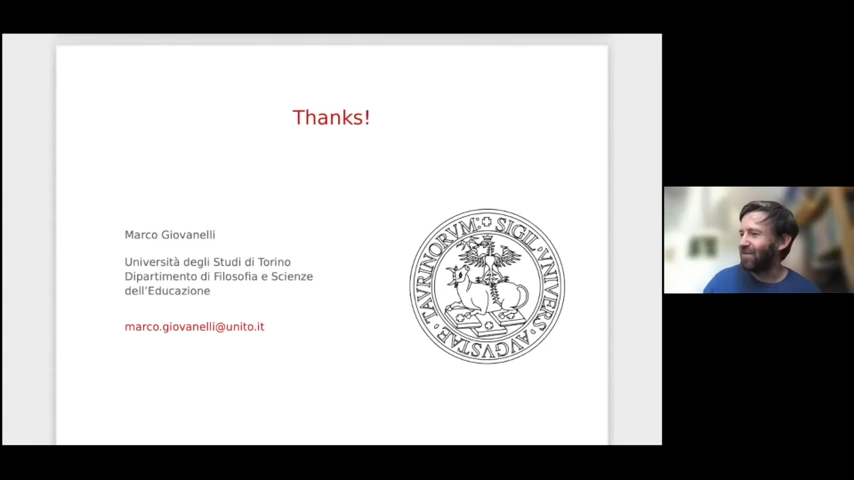 Thanks!
Marco Giovanelli
Università degli Studi di Torino
Dipartimento di Filosofia e Scienze
dell'Educazione
marco.giovanelli@unito.it
SIGIL · VNIVERS · AVGVSTAE · TAVRINORVM